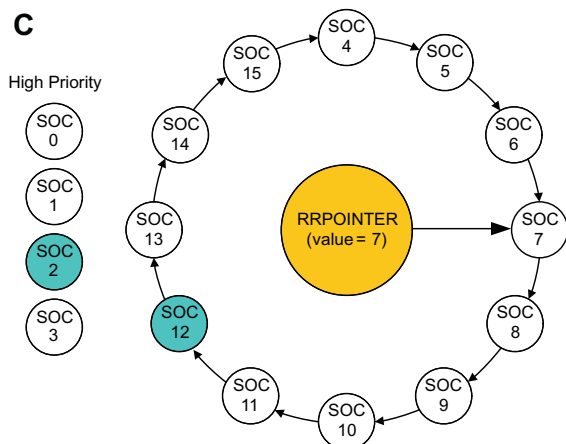 C
High Priority
SOC
0
SOC
1
SOC
2
SOC
3
SOC
4
SOC
5
SOC
6
SOC
7
SOC
8
SOC
9
SOC
10
SOC
11
SOC
12
SOC
13
SOC
14
SOC
15
RRPOINTER
(value = 7)